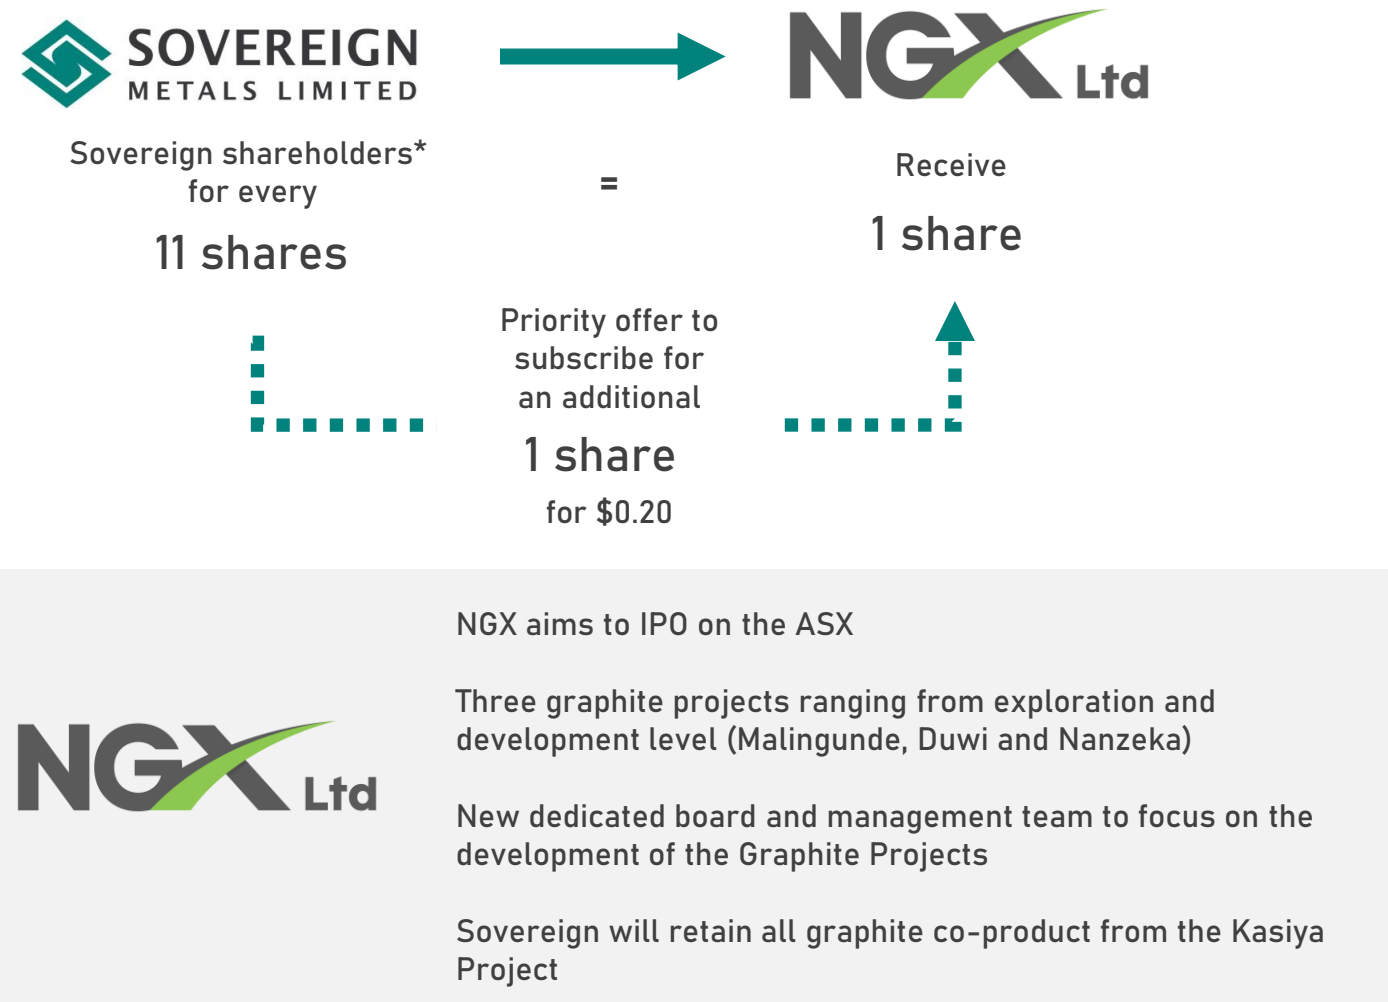 SOVEREIGN
METALS LIMITED
NGX Ltd
Sovereign shareholders*
for every
11 shares
=
Receive
1 share
Priority offer to
subscribe for
an additional
1 share
for $0.20
NGX Ltd
NGX aims to IPO on the ASX
Three graphite projects ranging from exploration and
development level (Malingunde, Duwi and Nanzeka)
New dedicated board and management team to focus on the
development of the Graphite Projects
Sovereign will retain all graphite co-product from the Kasiya
Project